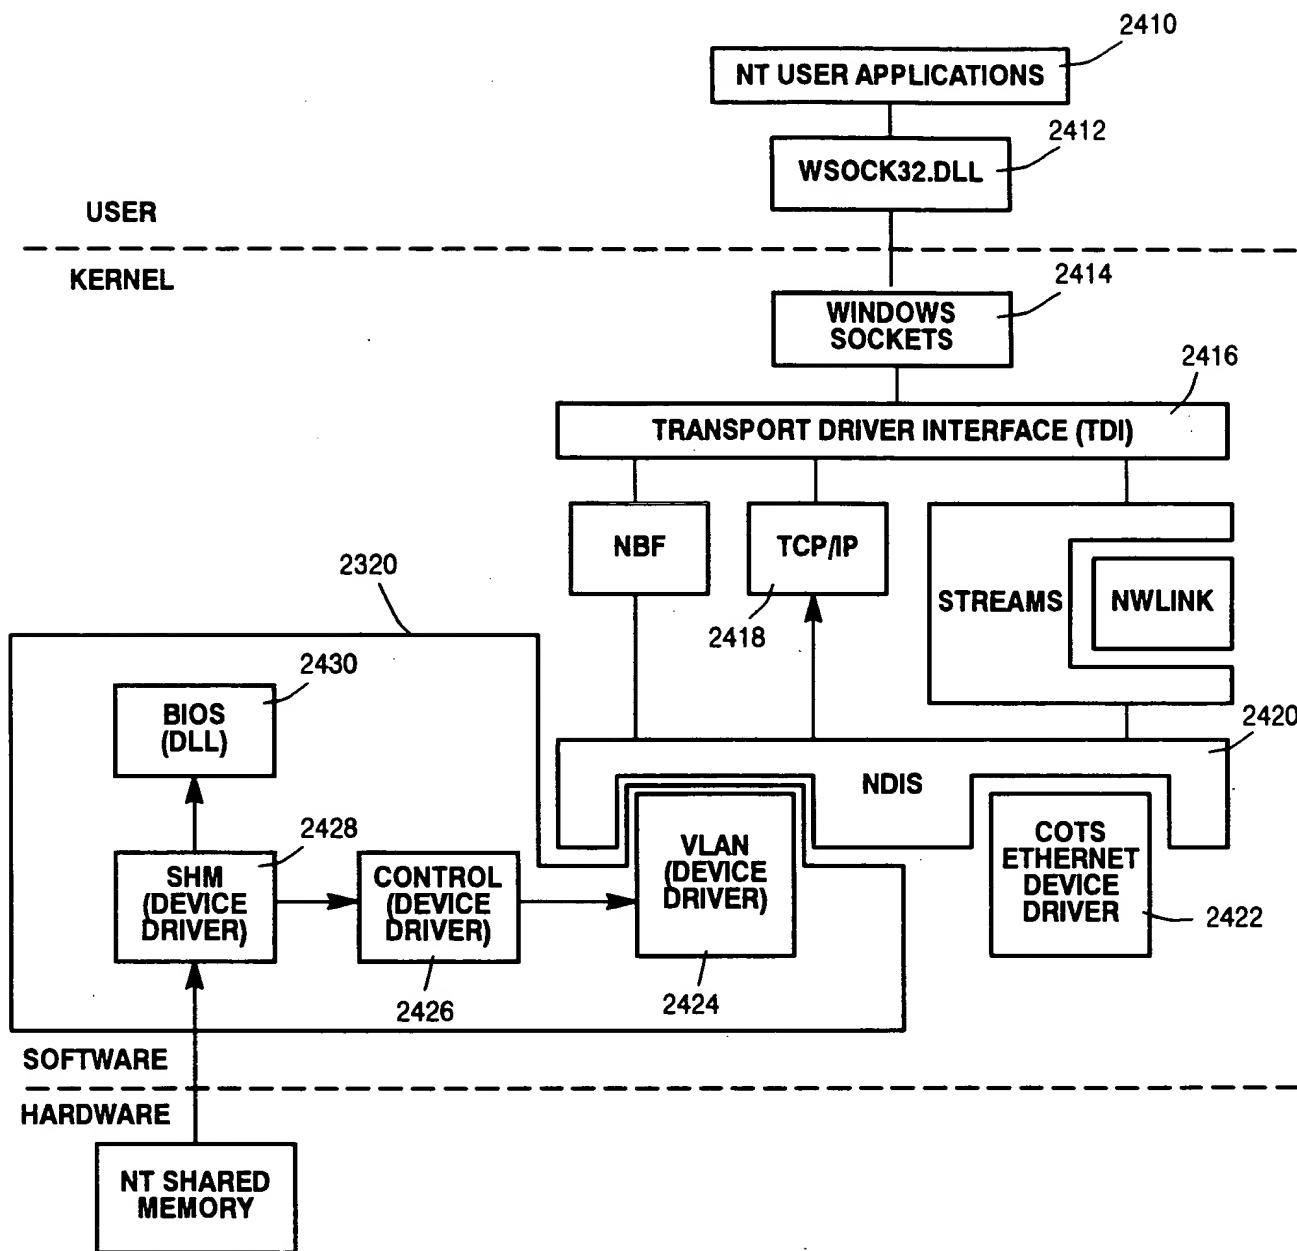 2410
NT USER APPLICATIONS
2412
WSOCK32.DLL
USER
KERNEL
2414
WINDOWS
SOCKETS
2416
TRANSPORT DRIVER INTERFACE (TDI)
NBF
TCP/IP
2418
STREAMS
NWLINK
2320
2430
BIOS
(DLL)
2420
NDIS
2428
SHM
(DEVICE
DRIVER)
CONTROL
(DEVICE
DRIVER)
2426
VLAN
(DEVICE
DRIVER)
2424
COTS
ETHERNET
DEVICE
DRIVER
2422
SOFTWARE
HARDWARE
NT SHARED
MEMORY